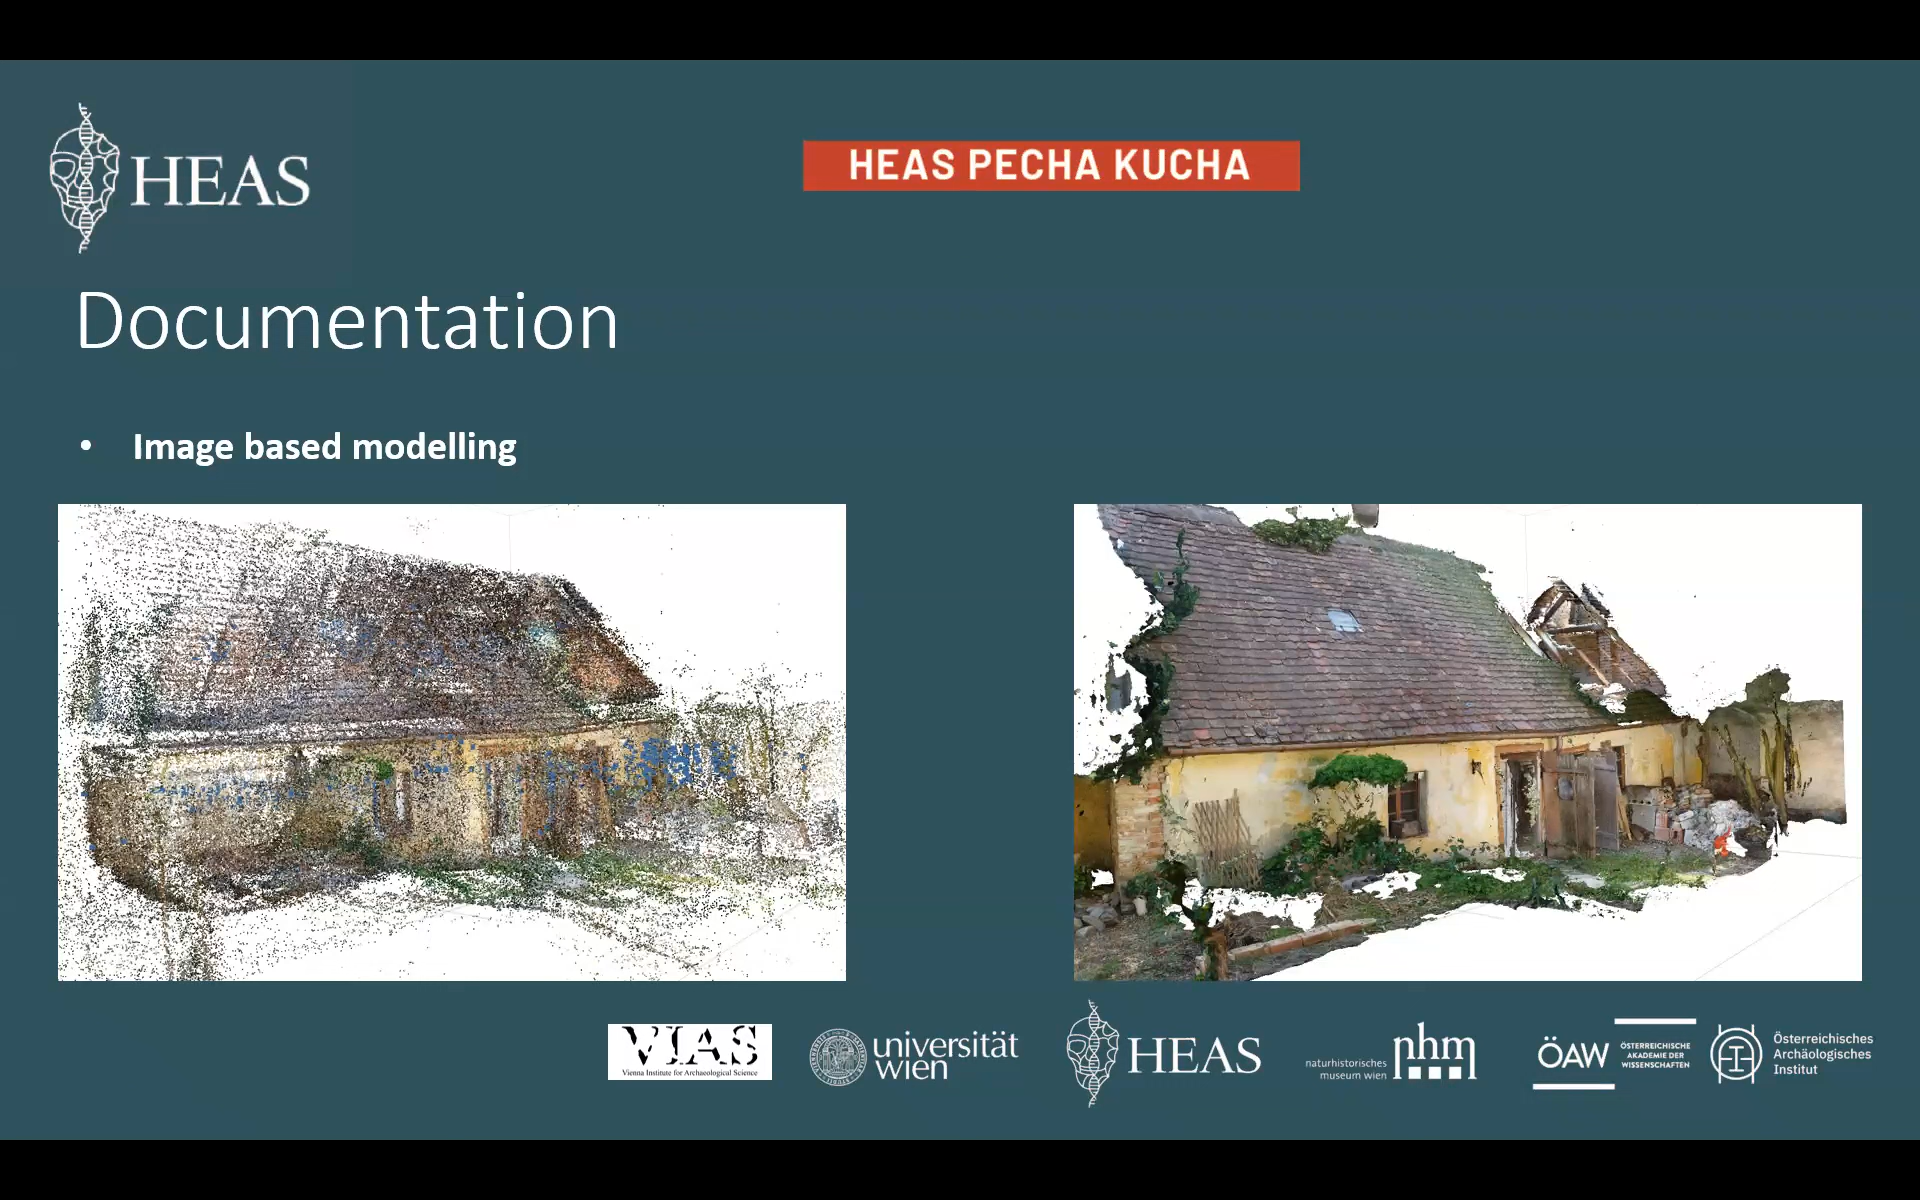 HEAS
HEAS PECHA KUCHA
Documentation
• Image based modelling
VIAS
Vienna Institute for Archaeological Science
universität
wien
HEAS
naturhistorisches
museum wien
nhm
ÖAW
ÖSTERREICHISCHE
AKADEMIE DER
WISSENSCHAFTEN
Österreichisches
Archäologisches
Institut